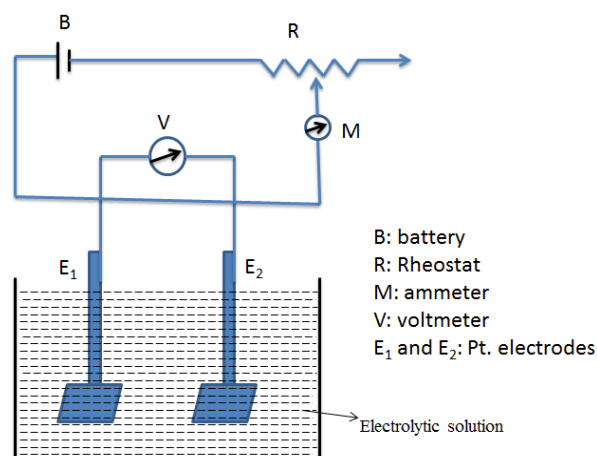 B
R
V
M
E₁
E₂
B: battery
R: Rheostat
M: ammeter
V: voltmeter
E₁ and E₂: Pt. electrodes
Electrolytic solution